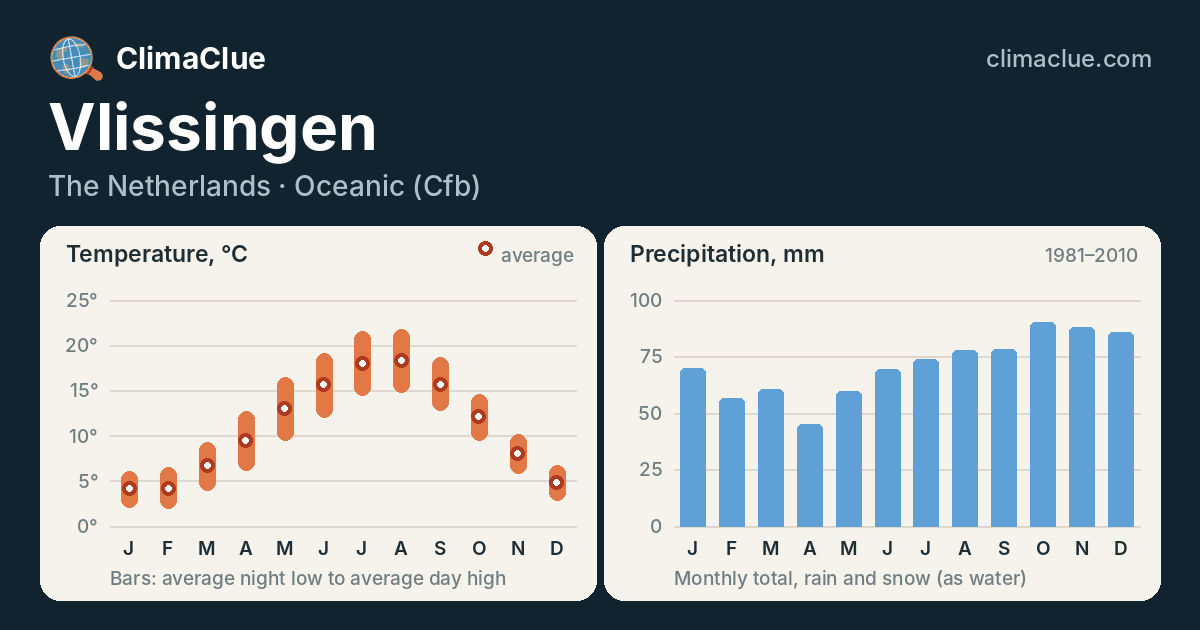 ClimaClue
climaclue.com
Vlissingen
The Netherlands · Oceanic (Cfb)
Temperature, °C
average
25°
20°
15°
10°
5°
0°
J F M A M J J A S O N D
Bars: average night low to average day high
Precipitation, mm
1981–2010
100
75
50
25
0
J F M A M J J A S O N D
Monthly total, rain and snow (as water)